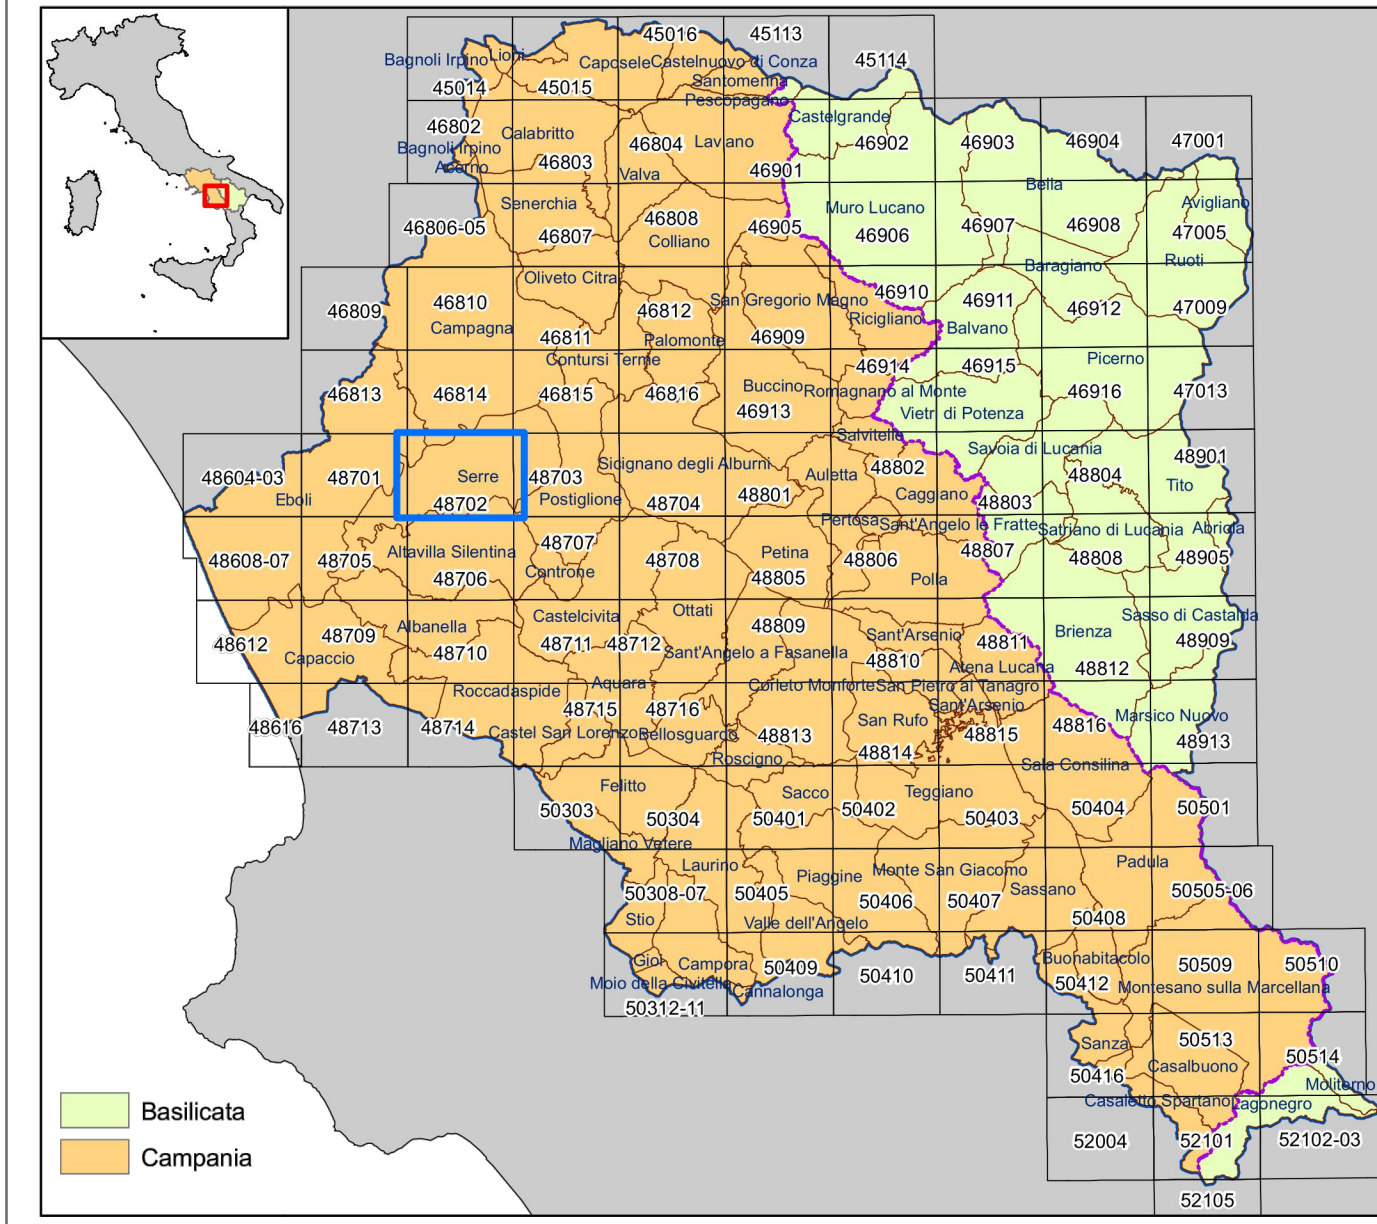 45016
45113
Bagnoli Irpino
Lioni
Caposele
Castelnuovo di Conza
45114
45014
45015
Santomenna
Pescopagano
Castelgrande
46802
Calabritto
46804
Laviano
46902
46903
46904
47001
Bagnoli Irpino
Acerno
46803
Valva
46901
Bella
Senerchia
Muro Lucano
Avigliano
46806-05
46807
46808
Colliano
46905
46906
46907
46908
47005
Oliveto Citra
Baragiano
Ruoti
46809
46810
Campagna
46812
San Gregorio Magno
46910
Ricigliano
46911
Balvano
46912
47009
46811
Palomonte
46909
Contursi Terme
46914
46915
Picerno
46813
46814
46815
46816
Buccino
46913
Romagnano al Monte
Vietri di Potenza
46916
47013
Salvitelle
Savoia di Lucania
48901
48604-03
Eboli
48701
Serre
48702
48703
Postiglione
Sicignano degli Alburni
48704
48801
Auletta
48802
Caggiano
48803
48804
Tito
Pertosa
Sant'Angelo le Fratte
Satriano di Lucania
Abriola
48608-07
48705
Altavilla Silentina
48706
48707
Controne
48708
Petina
48805
48806
Polla
48807
48808
48905
Castelcivita
Ottati
Sasso di Castalda
48612
48709
Capaccio
Albanella
48710
48711
48712
48809
Sant'Angelo a Fasanella
Sant'Arsenio
48810
48811
Atena Lucana
Brienza
48812
48909
Roccadaspide
Aquara
Corleto Monforte
San Pietro al Tanagro
Sant'Arsenio
48616
48713
48714
48715
Castel San Lorenzo
48716
Bellosguardo
48813
Roscigno
San Rufo
48814
48815
48816
Marsico Nuovo
48913
Sala Consilina
Felitto
Sacco
Teggiano
50303
50304
50401
50402
50403
50404
50501
Magliano Vetere
Laurino
Piaggine
Monte San Giacomo
Padula
50308-07
50405
50406
50407
Sassano
50408
50505-06
Stio
Valle dell'Angelo
Gioi
Campora
50409
50410
50411
Buonabitacolo
50412
50509
50510
Moio della Civitella
Cannalonga
Montesano sulla Marcellana
50312-11
Sanza
50513
50514
50416
Casalbuono
Moliterno
Casaletto Spartano
Lagonegro
52004
52101
52102-03
52105
Basilicata
Campania